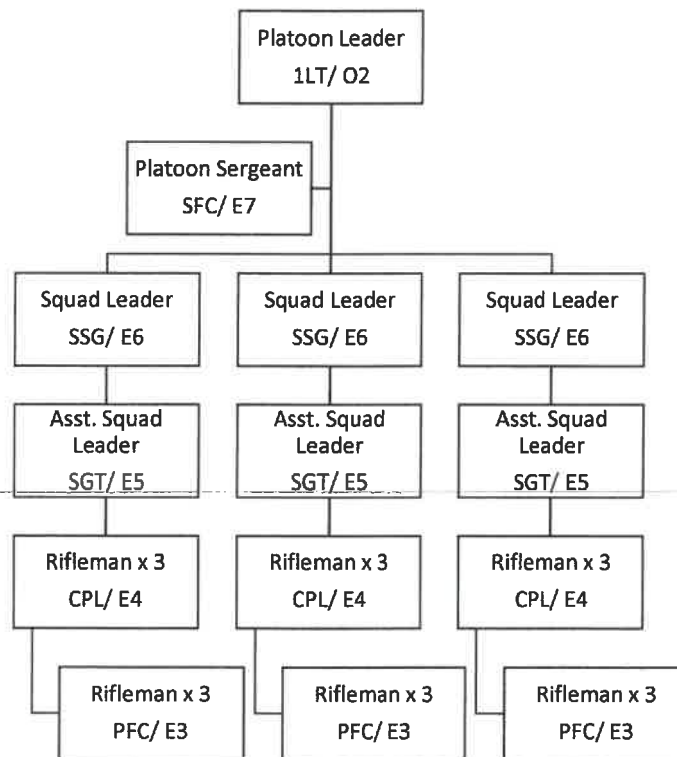 Platoon Leader
1LT/ O2
Platoon Sergeant
SFC/ E7
Squad Leader
SSG/ E6
Squad Leader
SSG/ E6
Squad Leader
SSG/ E6
Asst. Squad
Leader
SGT/ E5
Asst. Squad
Leader
SGT/ E5
Asst. Squad
Leader
SGT/ E5
Rifleman x 3
CPL/ E4
Rifleman x 3
CPL/ E4
Rifleman x 3
CPL/ E4
Rifleman x 3
PFC/ E3
Rifleman x 3
PFC/ E3
Rifleman x 3
PFC/ E3